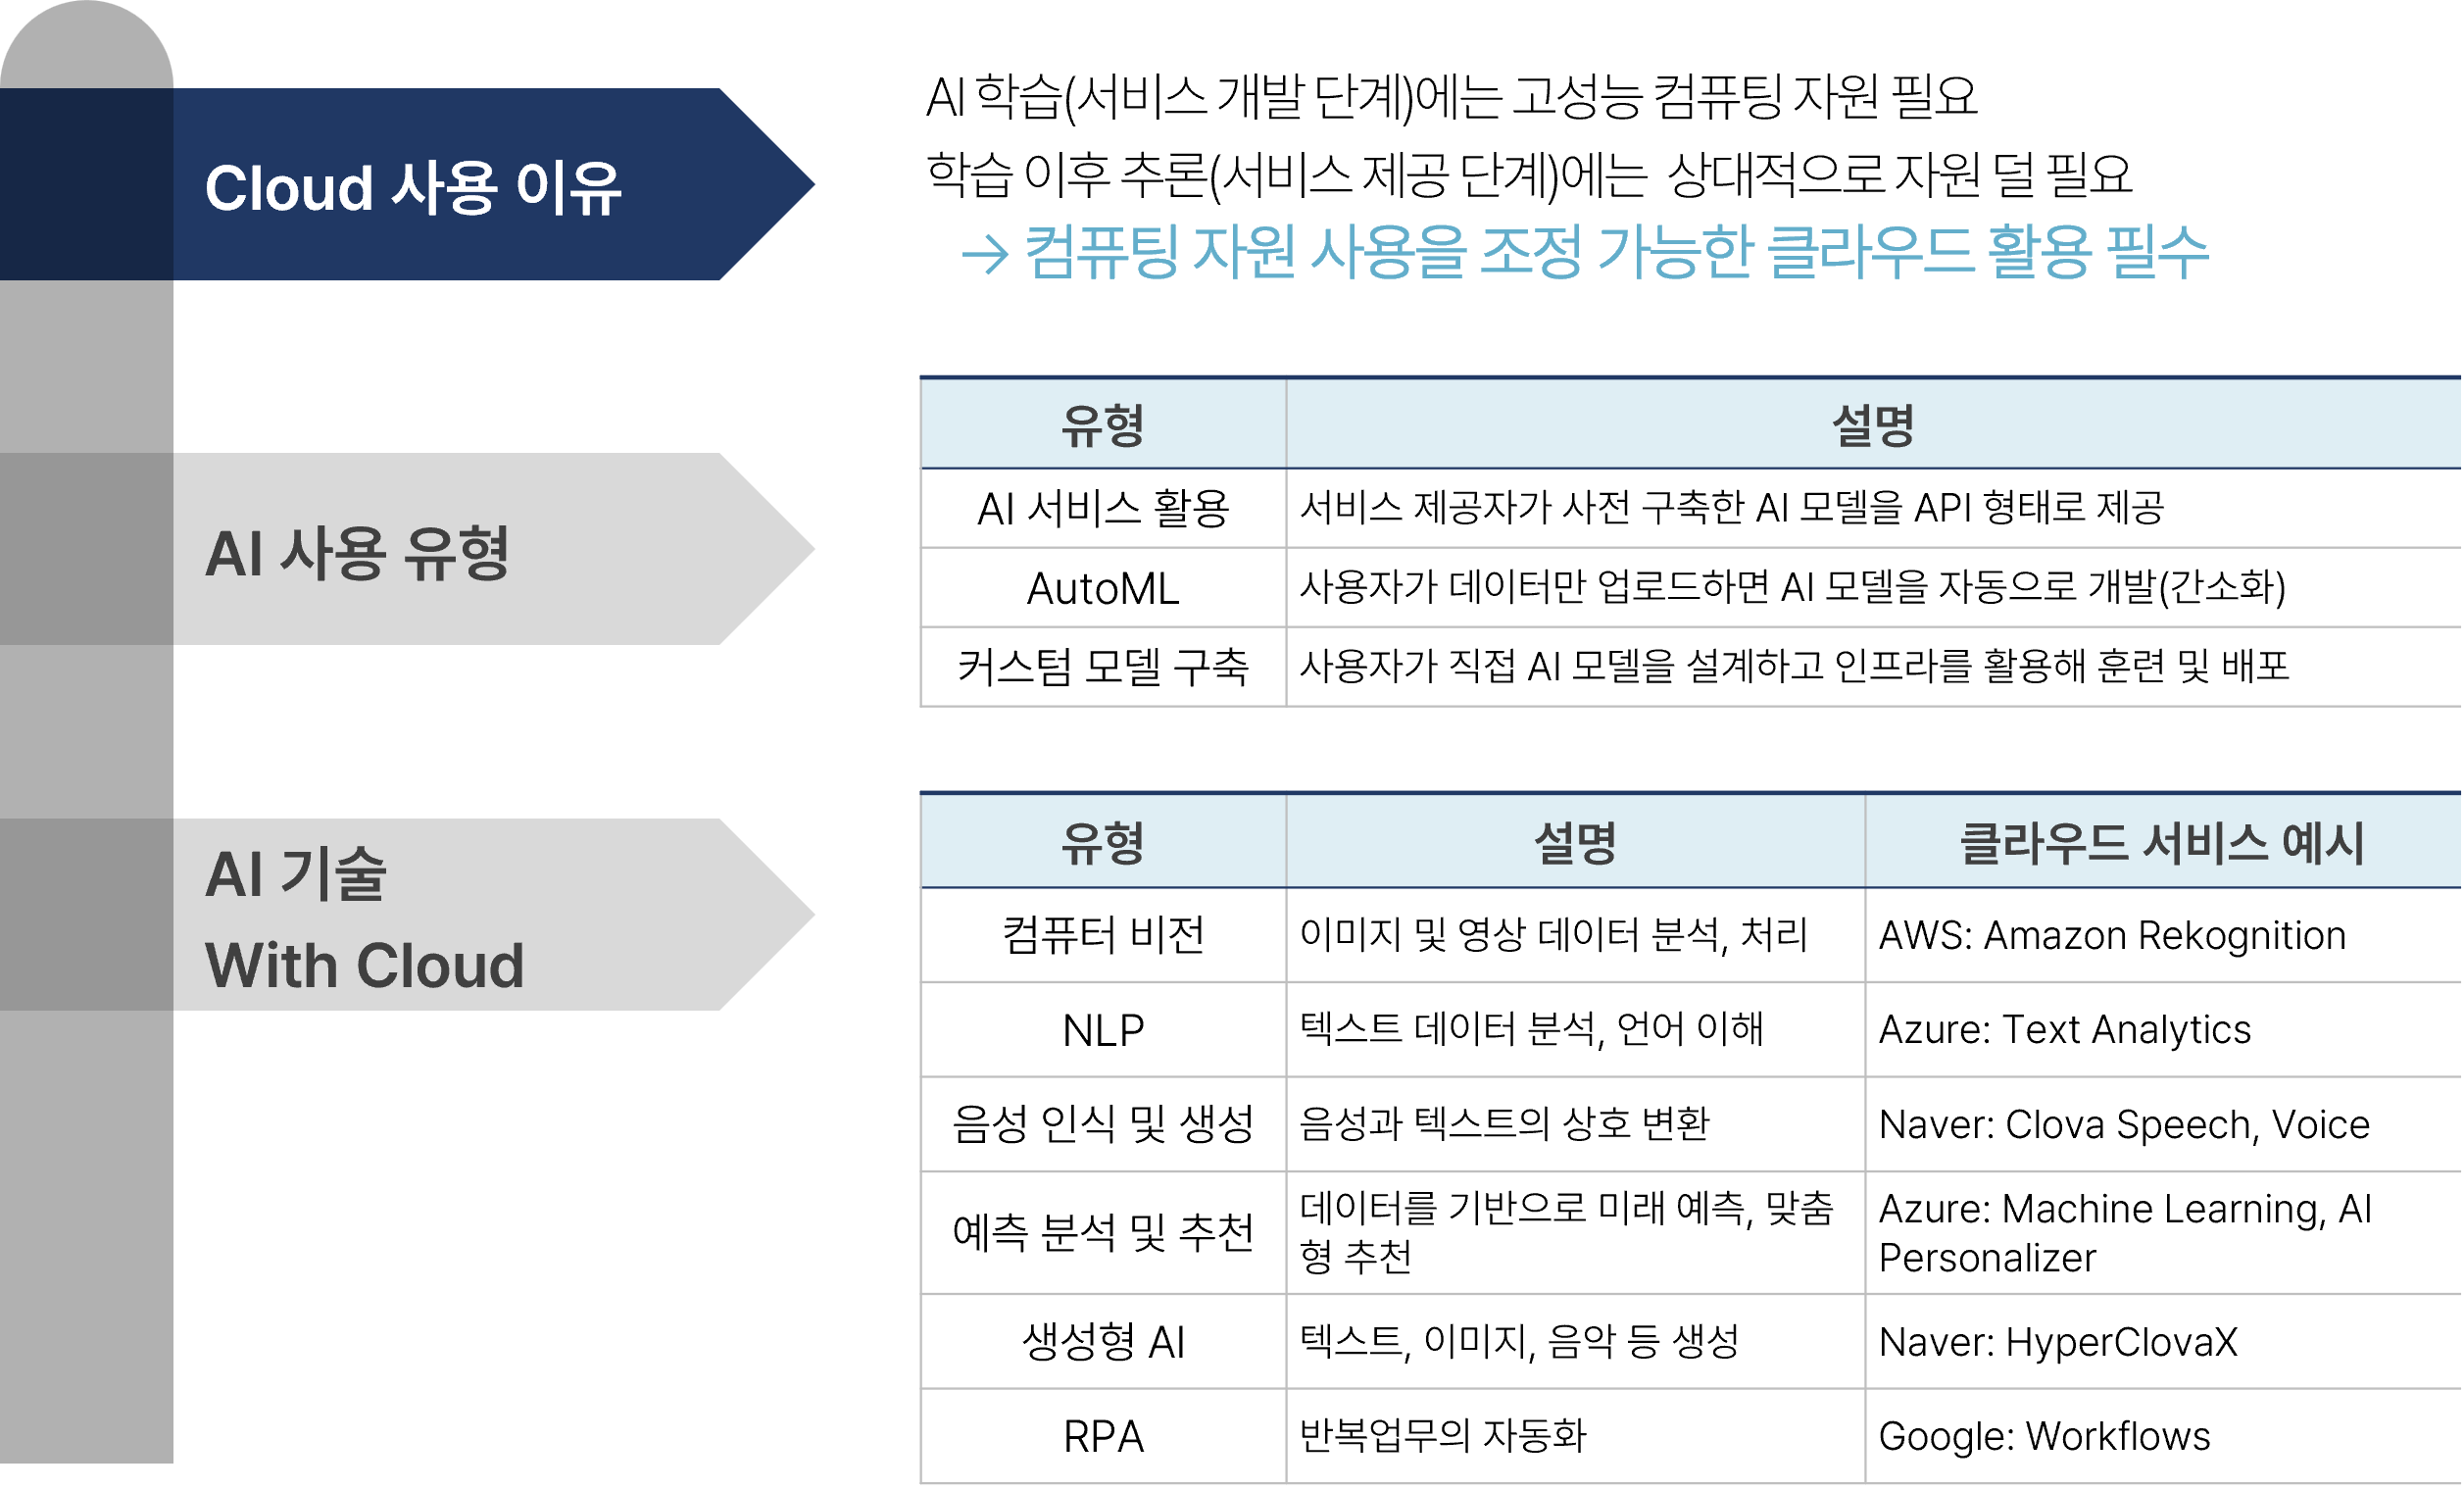 Cloud 사용 이유
AI 학습(서비스 개발 단계)에는 고성능 컴퓨팅 자원 필요
학습 이후 추론(서비스 제공 단계)에는 상대적으로 자원 덜 필요
→ 컴퓨팅 자원 사용을 조정 가능한 클라우드 활용 필수
AI 사용 유형
유형 설명
AI 서비스 활용 서비스 제공자가 사전 구축한 AI 모델을 API 형태로 제공
AutoML 사용자가 데이터만 업로드하면 AI 모델을 자동으로 개발(간소화)
커스텀 모델 구축 사용자가 직접 AI 모델을 설계하고 인프라를 활용해 훈련 및 배포
AI 기술
With Cloud
유형 설명 클라우드 서비스 예시
컴퓨터 비전 이미지 및 영상 데이터 분석, 처리 AWS: Amazon Rekognition
NLP 텍스트 데이터 분석, 언어 이해 Azure: Text Analytics
음성 인식 및 생성 음성과 텍스트의 상호 변환 Naver: Clova Speech, Voice
예측 분석 및 추천 데이터를 기반으로 미래 예측, 맞춤
형 추천 Azure: Machine Learning, AI
Personalizer
생성형 AI 텍스트, 이미지, 음악 등 생성 Naver: HyperClovaX
RPA 반복업무의 자동화 Google: Workflows